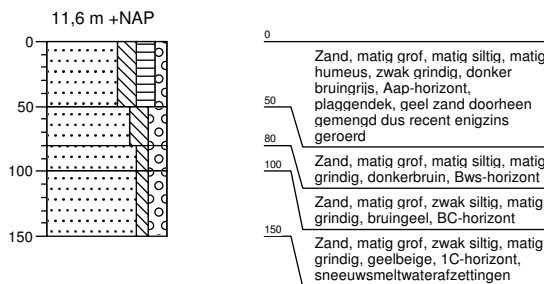 11,6 m +NAP
0
50
100
150
0
Zand, matig grof, matig siltig, matig
humeus, zwak grindig, donker
bruingrijs, Aap-horizont,
plaggendek, geel zand doorheen
gemengd dus recent enigzins
geroerd
50
Zand, matig grof, matig siltig, matig
grindig, donkerbruin, Bws-horizont
80
Zand, matig grof, zwak siltig, matig
grindig, bruingeel, BC-horizont
100
Zand, matig grof, zwak siltig, matig
grindig, geelbeige, 1C-horizont,
sneeuwsmeltwaterafzettingen
150